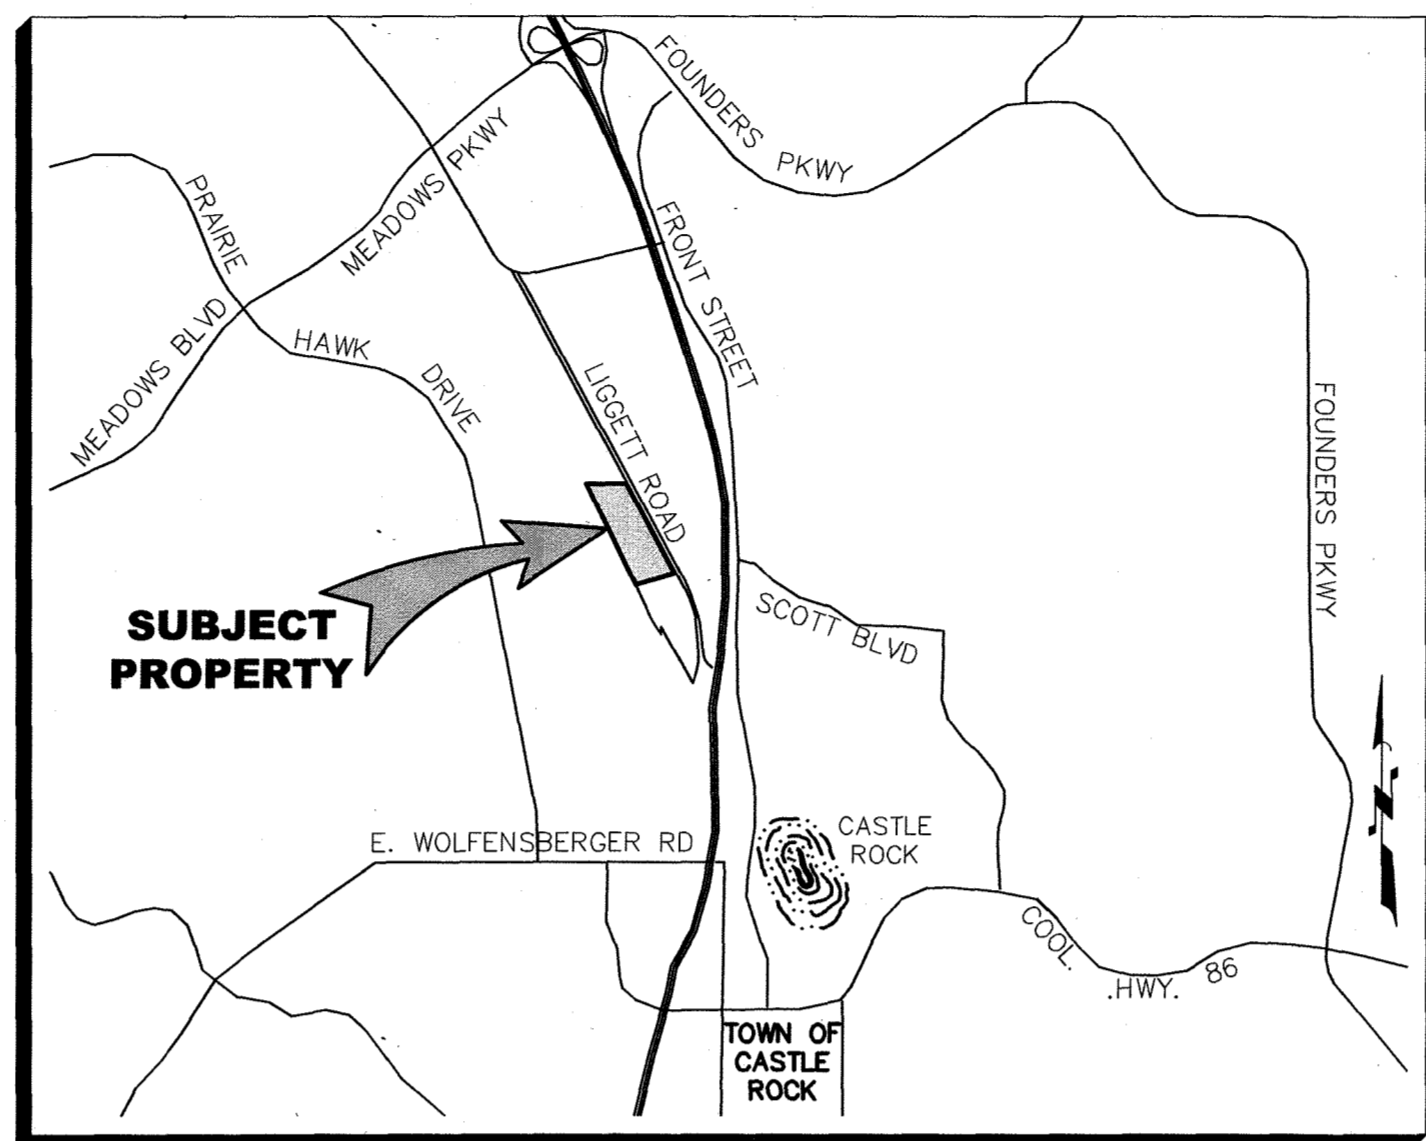 FOUNDERS PKWY
MEADOWS PKWY
PRAIRIE HAWK DRIVE
FRONT STREET
MEADOWS BLVD
LIGGETT ROAD
FOUNDERS PKWY
SUBJECT
PROPERTY
SCOTT BLVD
E. WOLFENSBERGER RD
CASTLE
ROCK
COOL. .HWY. 86
TOWN OF
CASTLE
ROCK